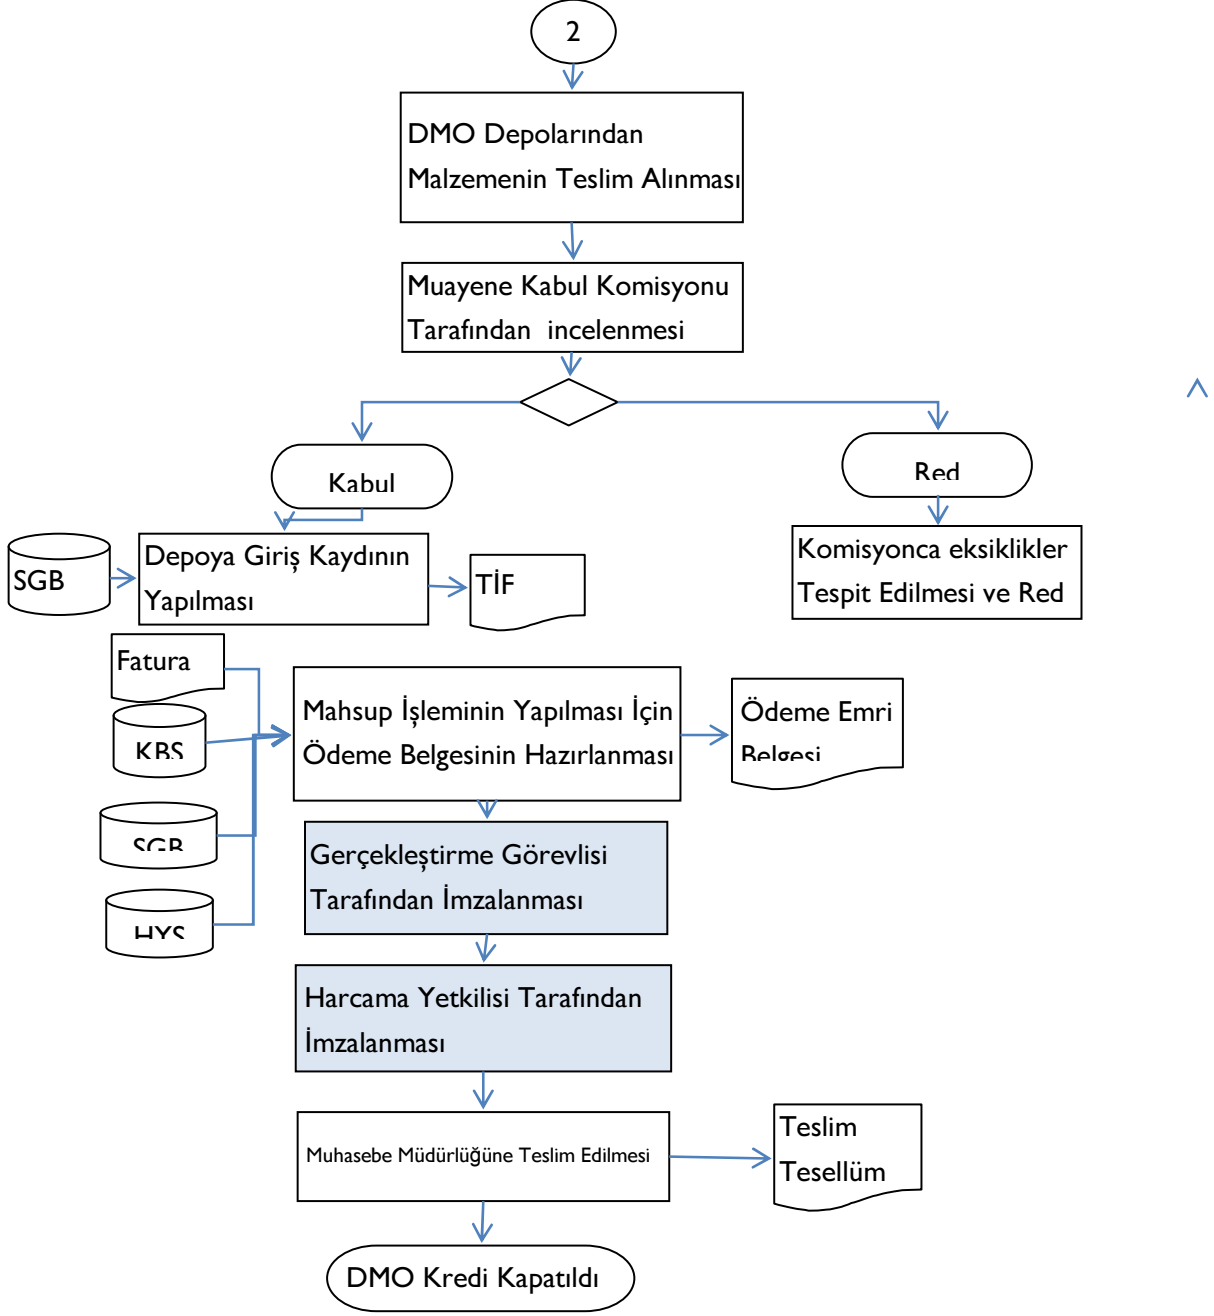 2
DMO Depolarından
Malzemenin Teslim Alınması
Muayene Kabul Komisyonu
Tarafından incelenmesi
Kabul
Red
SGB
Depoya Giriş Kaydının
Yapılması
TİF
Komisyonca eksiklikler
Tespit Edilmesi ve Red
Fatura
KBS
SGB
HYS
Mahsup İşleminin Yapılması İçin
Ödeme Belgesinin Hazırlanması
Ödeme Emri
Belgesi
Gerçekleştirme Görevlisi
Tarafından İmzalanması
Harcama Yetkilisi Tarafından
İmzalanması
Muhasebe Müdürlüğüne Teslim Edilmesi
Teslim
Tesellüm
DMO Kredi Kapatıldı